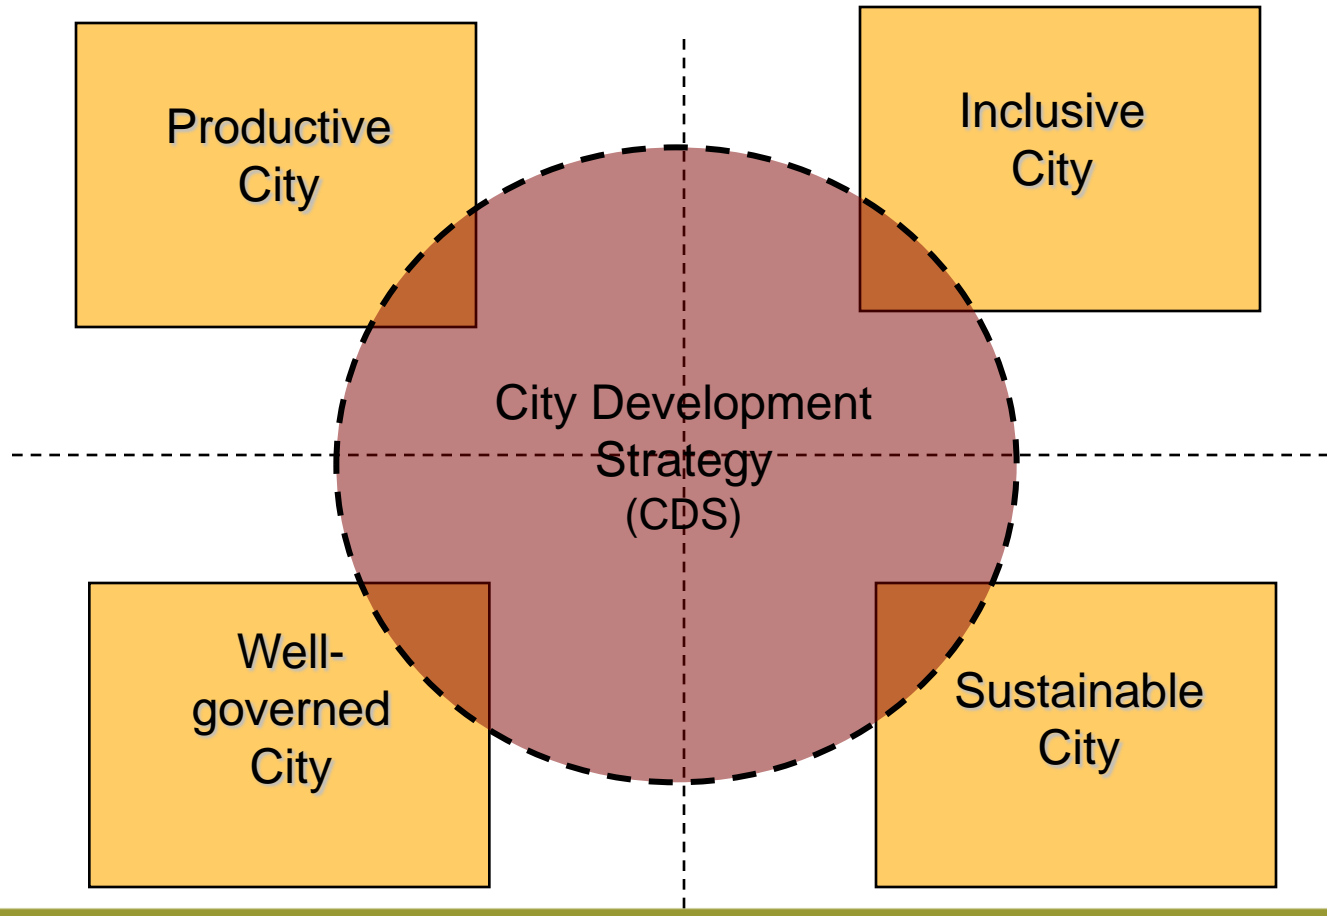 Productive
City
Inclusive
City
City Development
Strategy
(CDS)
Well-
governed
City
Sustainable
City